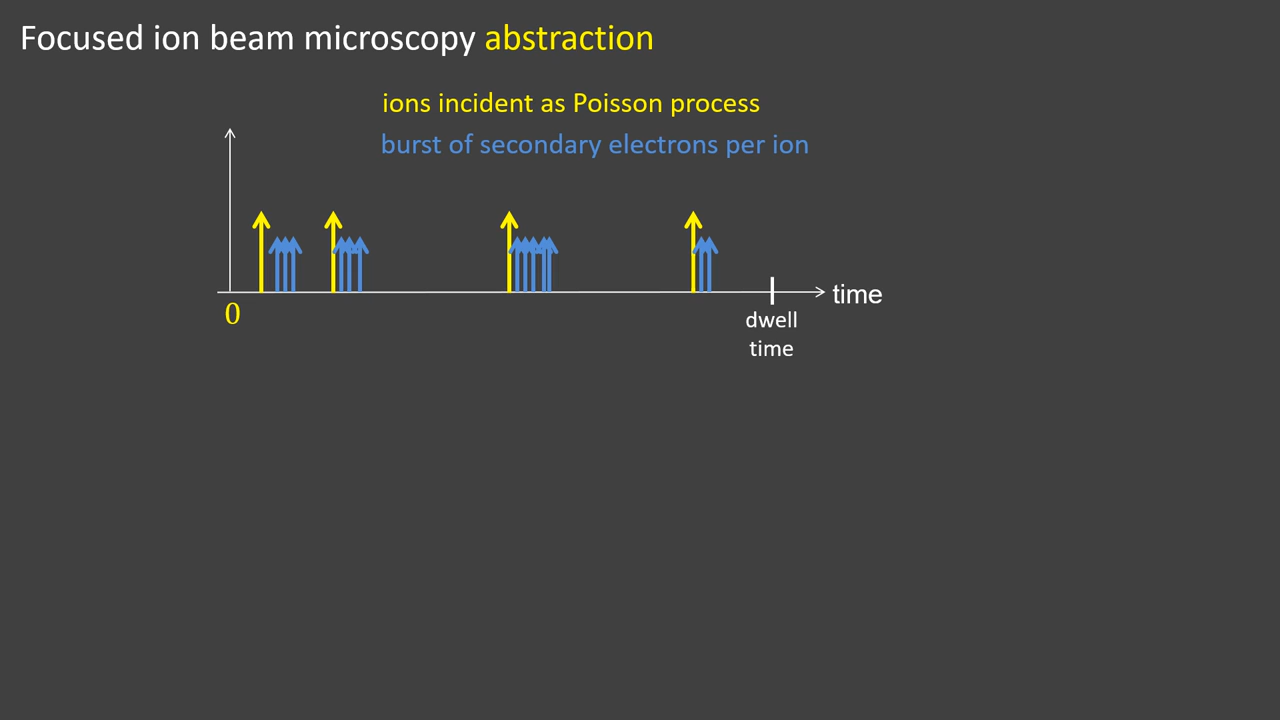 Focused ion beam microscopy abstraction
ions incident as Poisson process
burst of secondary electrons per ion
time
0
dwell
time